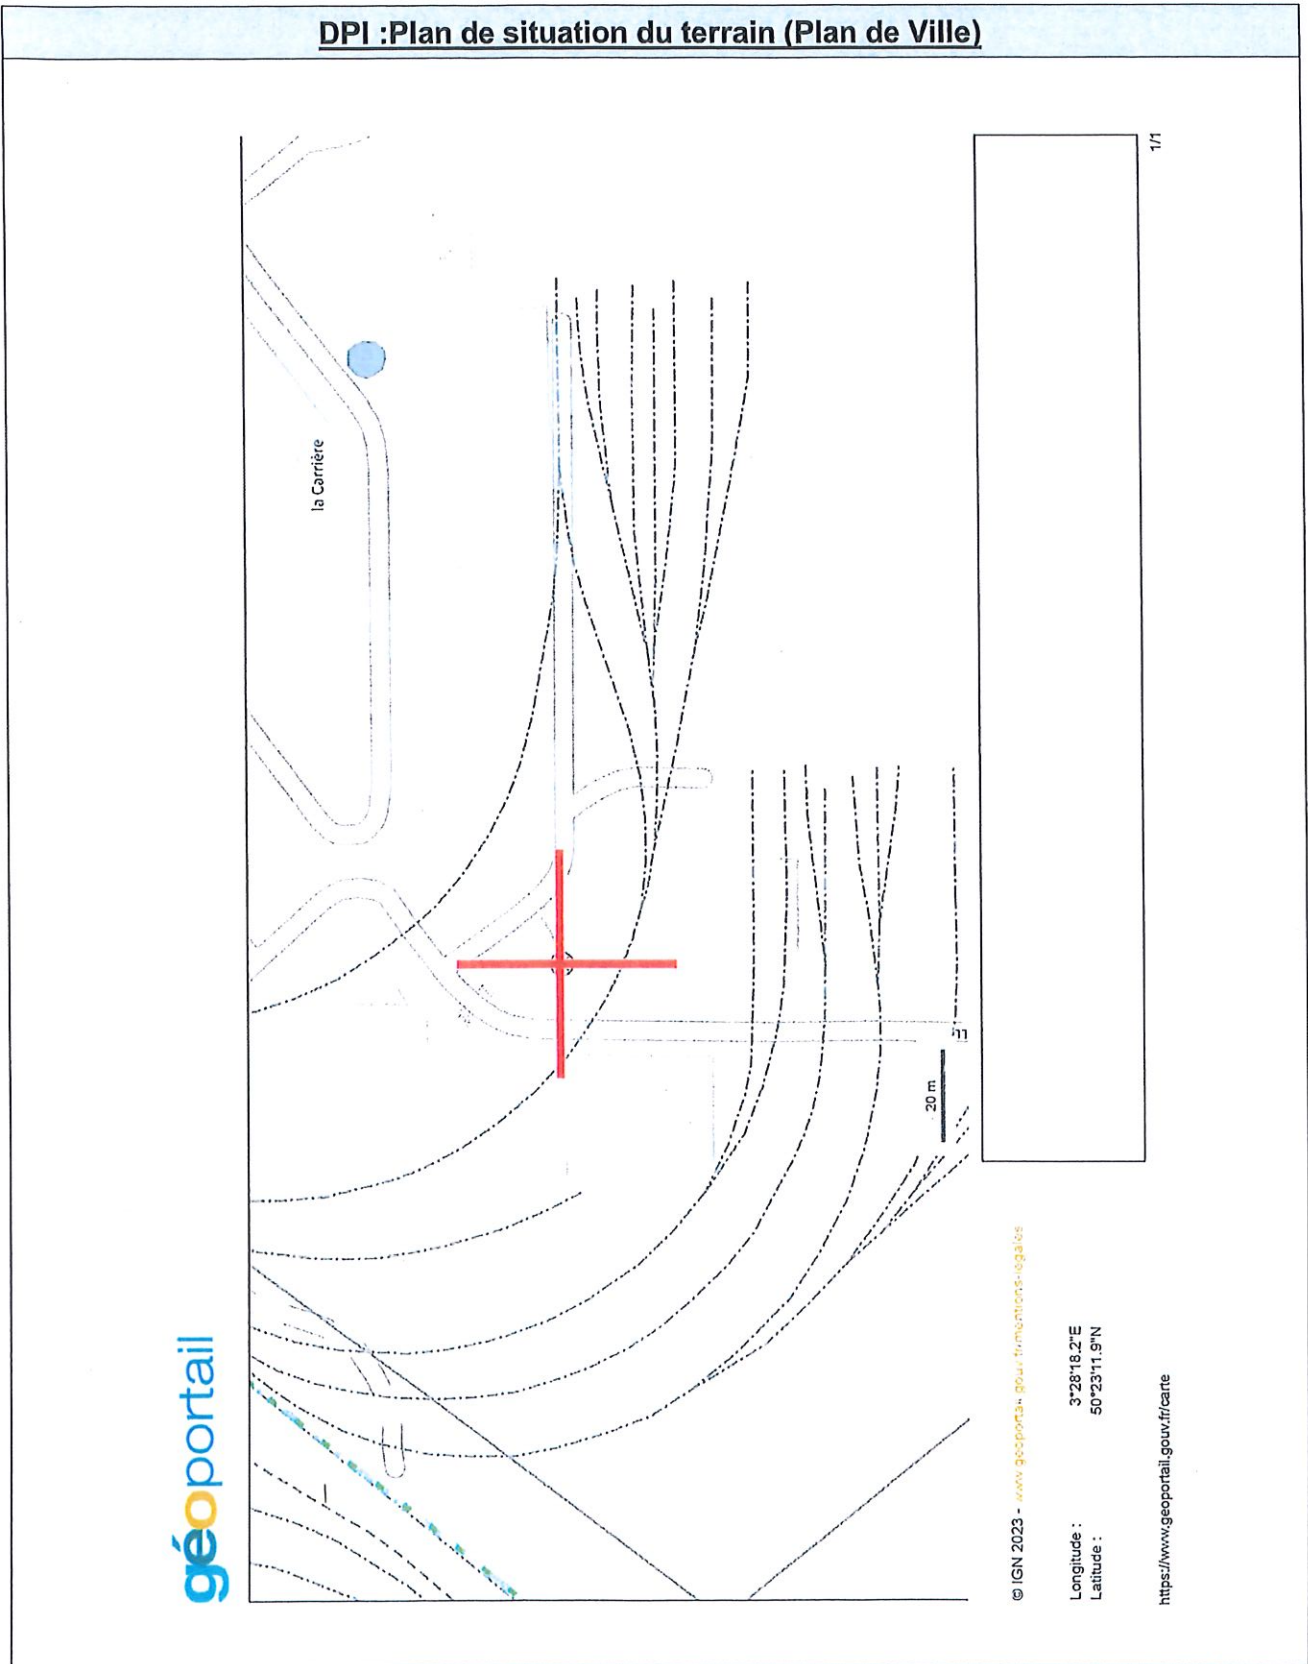 DPI :Plan de situation du terrain (Plan de Ville)
géoportail
la Carrière
20 m
© IGN 2023 - www.geoportail.gouv.fr/mentions-legales
Longitude : 3°28'18.2"E
Latitude : 50°23'11.9"N
https://www.geoportail.gouv.fr/carte
1/1